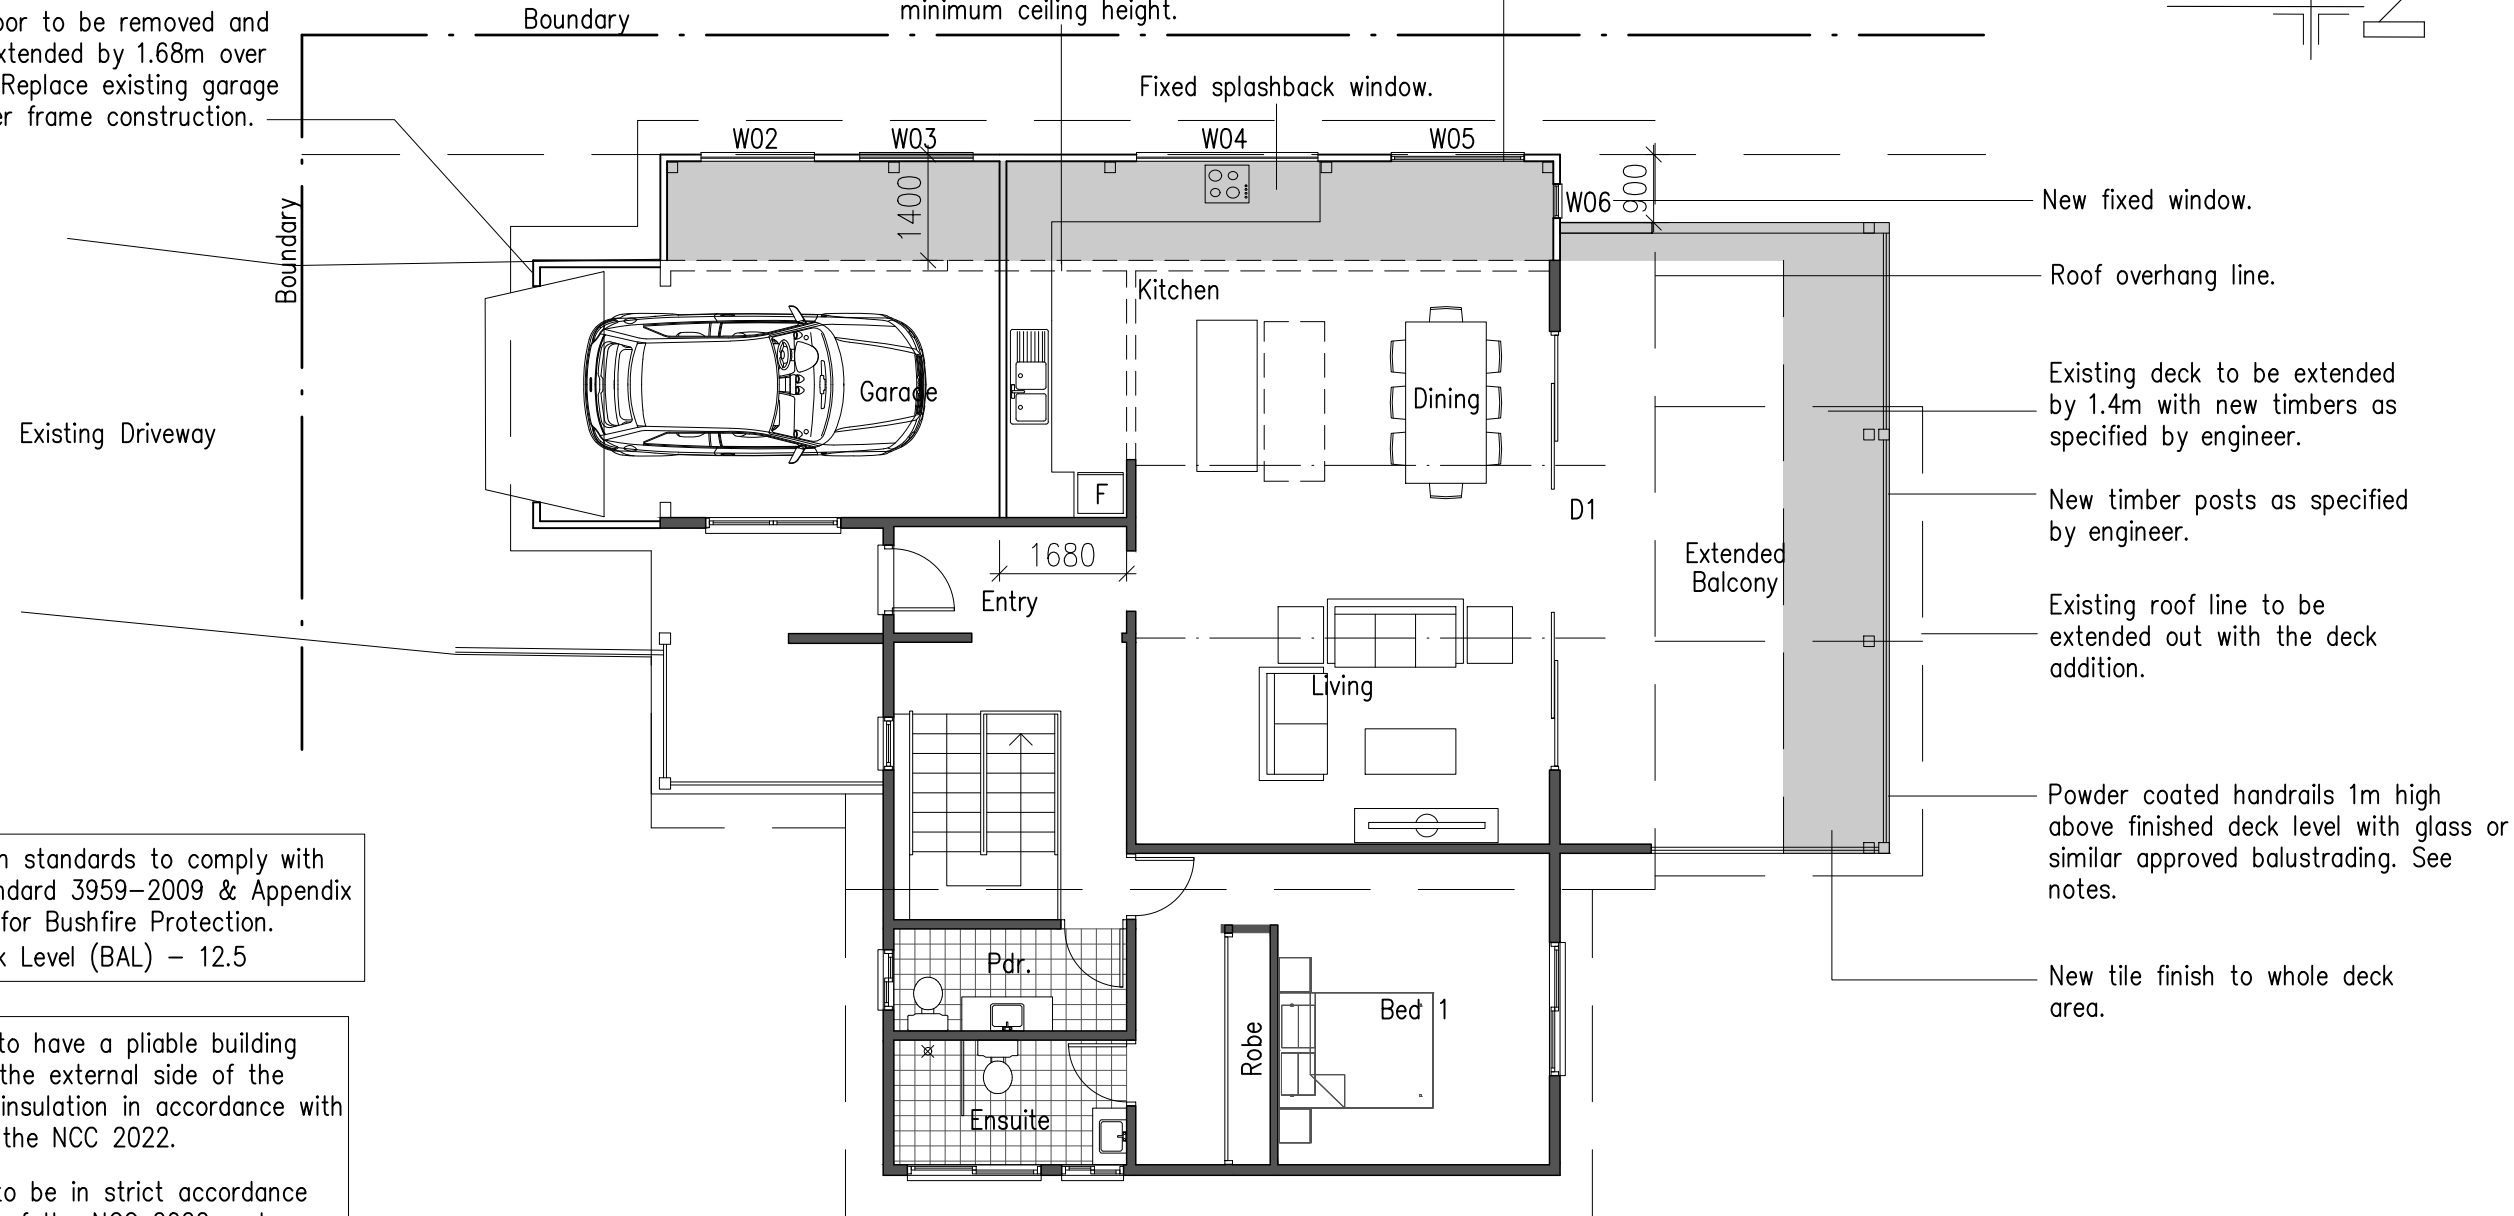 oor to be removed and
xtended by 1.68m over
Replace existing garage
er frame construction.
Boundary
minimum ceiling height.
Fixed splashback window.
W02
W03
W04
W05
W06
1400
900
Boundary
New fixed window.
Roof overhang line.
Kitchen
Garage
Dining
Existing Driveway
Existing deck to be extended
by 1.4m with new timbers as
specified by engineer.
F
D1
New timber posts as specified
by engineer.
1680
Entry
Extended
Balcony
Existing roof line to be
extended out with the deck
addition.
Living
Powder coated handrails 1m high
above finished deck level with glass or
similar approved balustrading. See
notes.
n standards to comply with
ndard 3959-2009 & Appendix
for Bushfire Protection.
k Level (BAL) - 12.5
Pdr.
New tile finish to whole deck
area.
Bed 1
Robe
Ensuite
to have a pliable building
the external side of the
insulation in accordance with
the NCC 2022.
to be in strict accordance